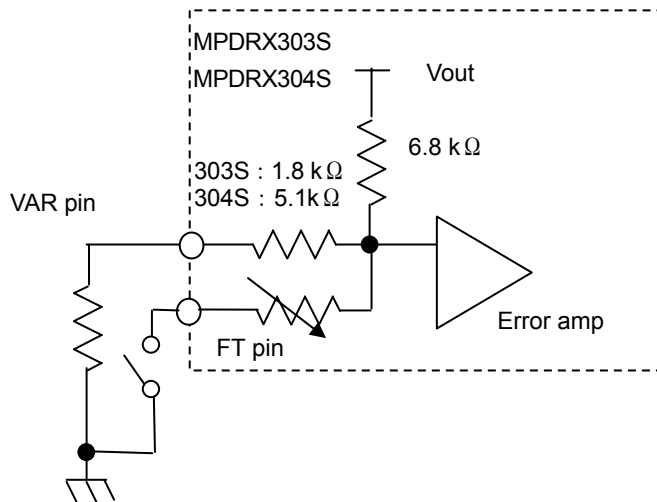 MPDRX303S
MPDRX304S
Vout
6.8 kΩ
303S : 1.8 kΩ
304S : 5.1kΩ
VAR pin
FT pin
Error amp